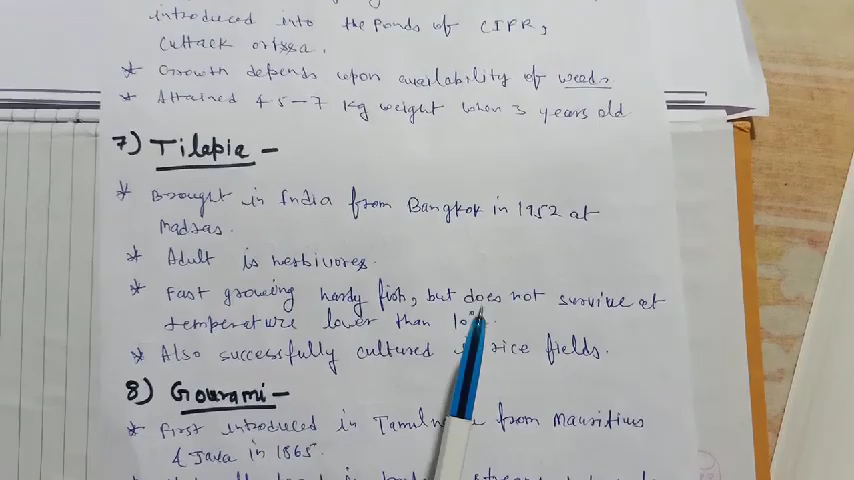 introduced into the Ponds of CIFR,
Cuttack orissa.
* Growth depends upon availability of weeds
* Attained 4 5-7 Kg weight when 3 years old
7) Tilapia -
* Brought in India from Bangkok in 1952 at
Madras.
* Adult is herbivores.
* Fast growing hardy fish, but does not survive at
temperature lower than
* Also successfully cultured rice fields.
8) Gourami -
* First introduced in from Mauritius
& Java in 1865.